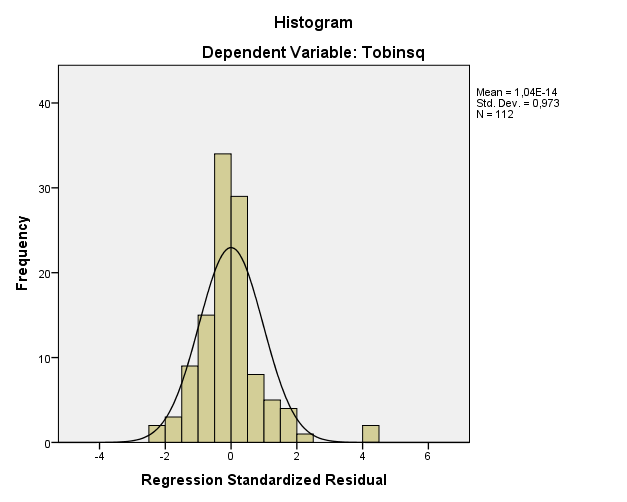 Histogram
Dependent Variable: Tobinsq
Mean = 1,04E-14
Std. Dev. = 0,973
N = 112
Frequency
40
30
20
10
0
-4
-2
0
2
4
6
Regression Standardized Residual